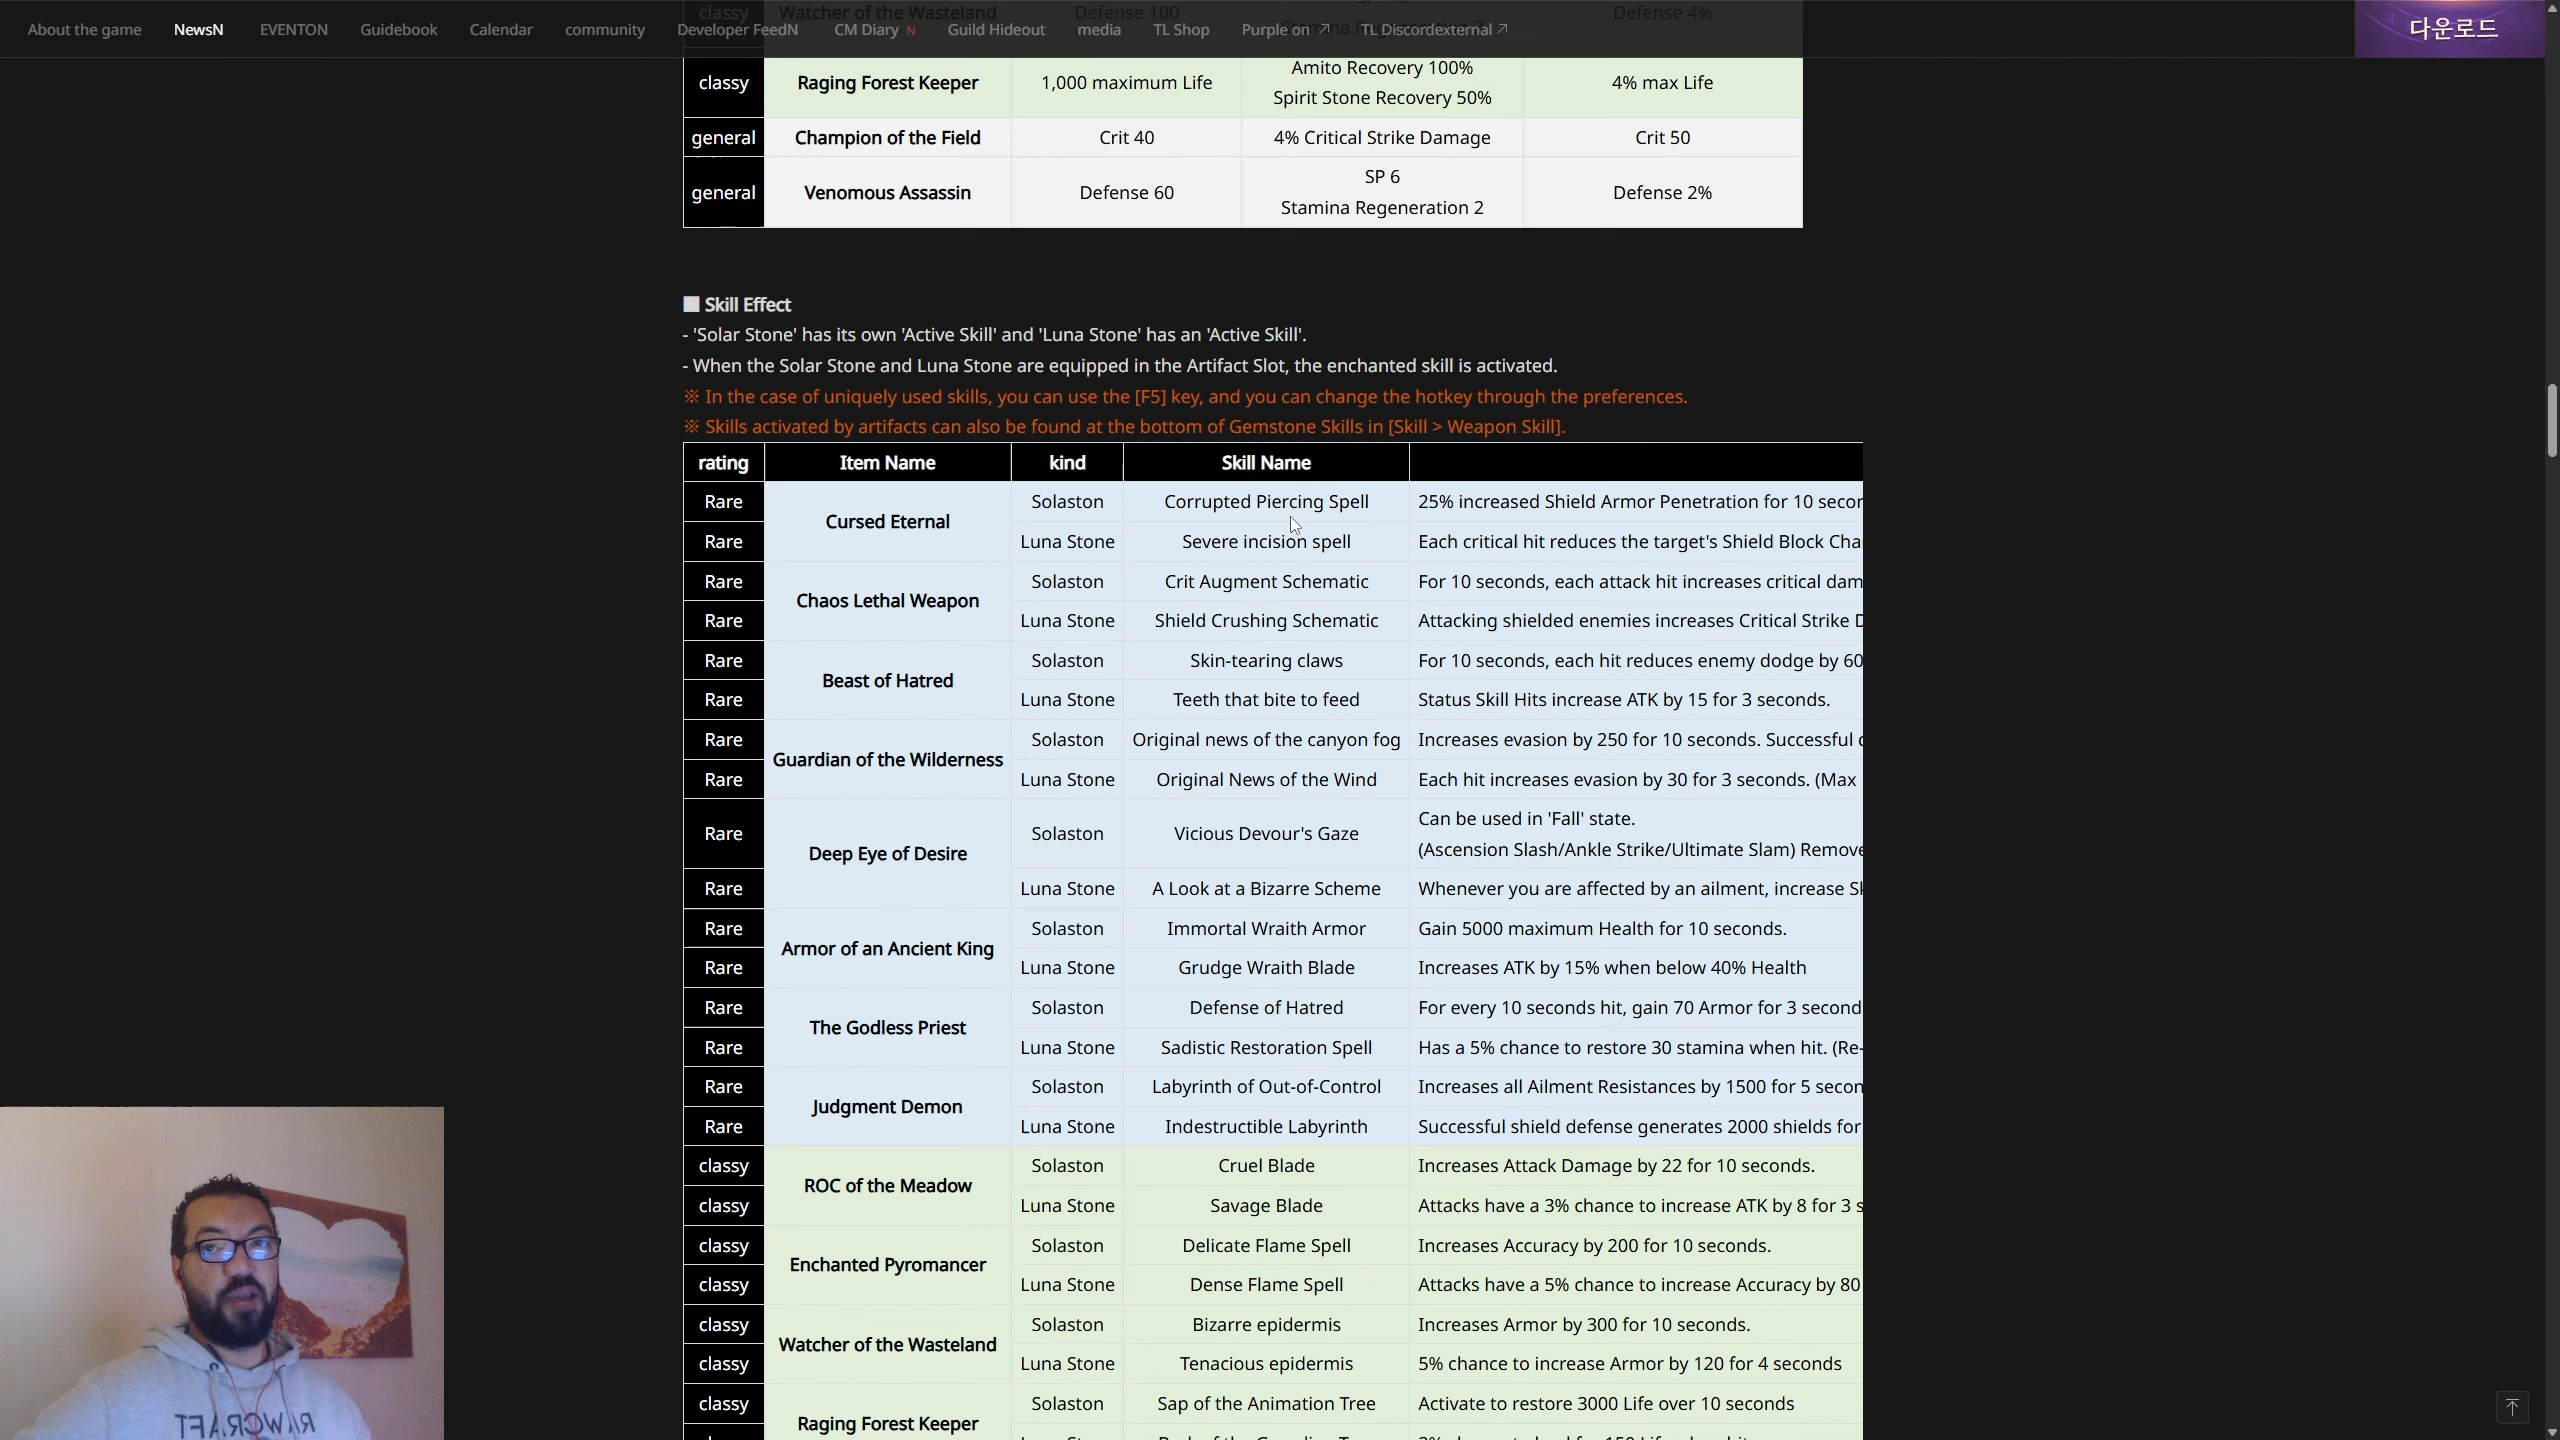 classy Watcher of the Wasteland Defense 100 Defense 4%
About the game NewsN EVENTON Guidebook Calendar community Developer FeedN CM Diary N Guild Hideout media TL Shop Purple on TL Discordexternal 다운로드
classy Raging Forest Keeper 1,000 maximum Life Amito Recovery 100% 4% max Life
Spirit Stone Recovery 50%
general Champion of the Field Crit 40 4% Critical Strike Damage Crit 50
general Venomous Assassin Defense 60 SP 6 Defense 2%
Stamina Regeneration 2
■ Skill Effect
- 'Solar Stone' has its own 'Active Skill' and 'Luna Stone' has an 'Active Skill'.
- When the Solar Stone and Luna Stone are equipped in the Artifact Slot, the enchanted skill is activated.
※ In the case of uniquely used skills, you can use the [F5] key, and you can change the hotkey through the preferences.
※ Skills activated by artifacts can also be found at the bottom of Gemstone Skills in [Skill > Weapon Skill].
rating Item Name kind Skill Name
Rare Cursed Eternal Solaston Corrupted Piercing Spell 25% increased Shield Armor Penetration for 10 secon
Rare Luna Stone Severe incision spell Each critical hit reduces the target's Shield Block Cha
Rare Chaos Lethal Weapon Solaston Crit Augment Schematic For 10 seconds, each attack hit increases critical dam
Rare Luna Stone Shield Crushing Schematic Attacking shielded enemies increases Critical Strike D
Rare Beast of Hatred Solaston Skin-tearing claws For 10 seconds, each hit reduces enemy dodge by 60
Rare Luna Stone Teeth that bite to feed Status Skill Hits increase ATK by 15 for 3 seconds.
Rare Guardian of the Wilderness Solaston Original news of the canyon fog Increases evasion by 250 for 10 seconds. Successful
Rare Luna Stone Original News of the Wind Each hit increases evasion by 30 for 3 seconds. (Max
Rare Deep Eye of Desire Solaston Vicious Devour's Gaze Can be used in 'Fall' state.
(Ascension Slash/Ankle Strike/Ultimate Slam) Remove
Rare Luna Stone A Look at a Bizarre Scheme Whenever you are affected by an ailment, increase Sk
Rare Armor of an Ancient King Solaston Immortal Wraith Armor Gain 5000 maximum Health for 10 seconds.
Rare Luna Stone Grudge Wraith Blade Increases ATK by 15% when below 40% Health
Rare The Godless Priest Solaston Defense of Hatred For every 10 seconds hit, gain 70 Armor for 3 second
Rare Luna Stone Sadistic Restoration Spell Has a 5% chance to restore 30 stamina when hit. (Re-
Rare Judgment Demon Solaston Labyrinth of Out-of-Control Increases all Ailment Resistances by 1500 for 5 secon
Rare Luna Stone Indestructible Labyrinth Successful shield defense generates 2000 shields for
classy ROC of the Meadow Solaston Cruel Blade Increases Attack Damage by 22 for 10 seconds.
classy Luna Stone Savage Blade Attacks have a 3% chance to increase ATK by 8 for 3 s
classy Enchanted Pyromancer Solaston Delicate Flame Spell Increases Accuracy by 200 for 10 seconds.
classy Luna Stone Dense Flame Spell Attacks have a 5% chance to increase Accuracy by 80
classy Watcher of the Wasteland Solaston Bizarre epidermis Increases Armor by 300 for 10 seconds.
classy Luna Stone Tenacious epidermis 5% chance to increase Armor by 120 for 4 seconds
classy Raging Forest Keeper Solaston Sap of the Animation Tree Activate to restore 3000 Life over 10 seconds